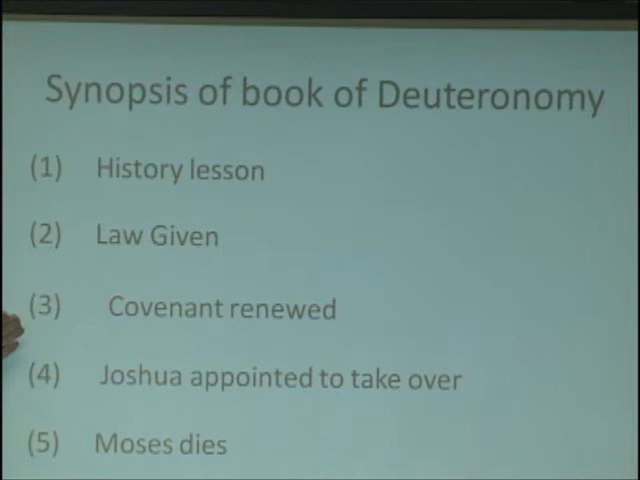 Synopsis of book of Deuteronomy
(1) History lesson
(2) Law Given
(3) Covenant renewed
(4) Joshua appointed to take over
(5) Moses dies